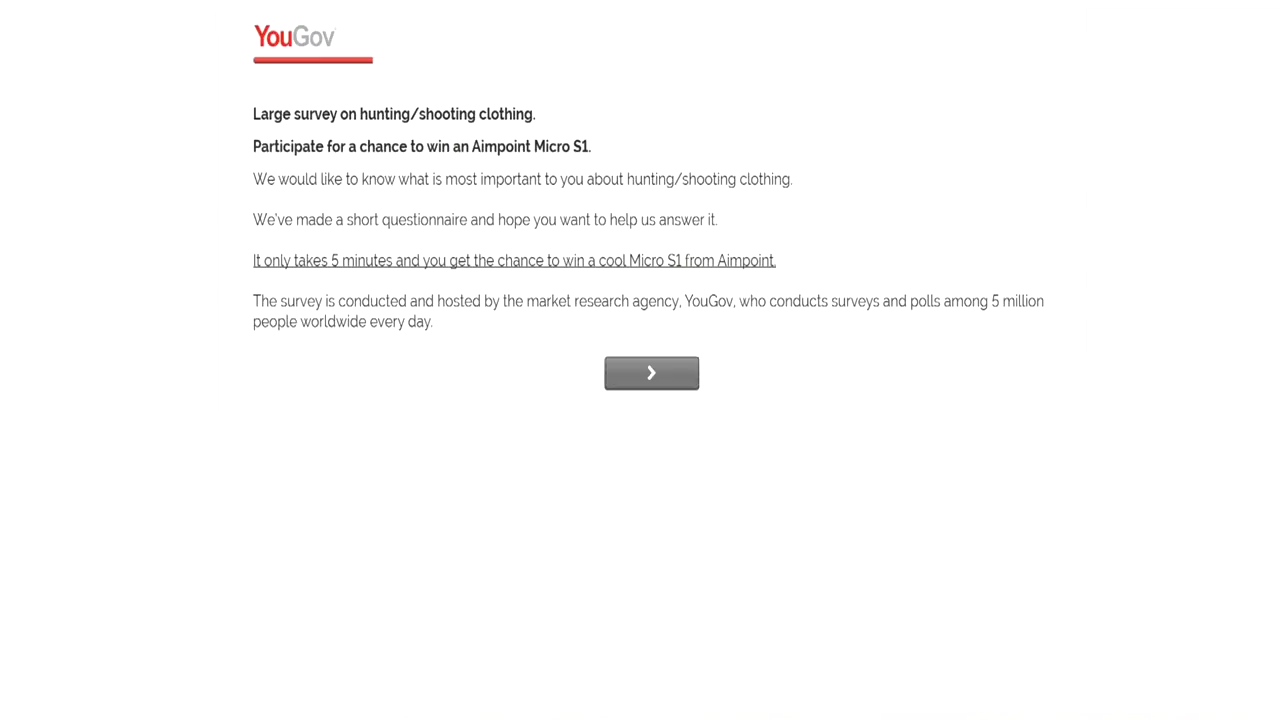 YouGov
Large survey on hunting/shooting clothing.
Participate for a chance to win an Aimpoint Micro S1.
We would like to know what is most important to you about hunting/shooting clothing.
We've made a short questionnaire and hope you want to help us answer it.
It only takes 5 minutes and you get the chance to win a cool Micro S1 from Aimpoint.
The survey is conducted and hosted by the market research agency, YouGov, who conducts surveys and polls among 5 million
people worldwide every day.